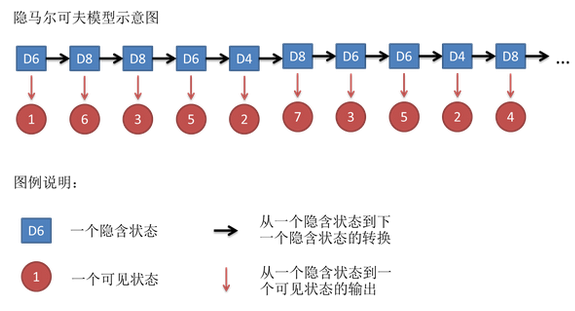 隐马尔可夫模型示意图
D6 D8 D8 D6 D4 D8 D6 D6 D4 D8 ...
1 6 3 5 2 7 3 5 2 4
图例说明：
D6 一个隐含状态 从一个隐含状态到下
一个隐含状态的转换
1 一个可见状态 从一个隐含状态到一
个可见状态的输出